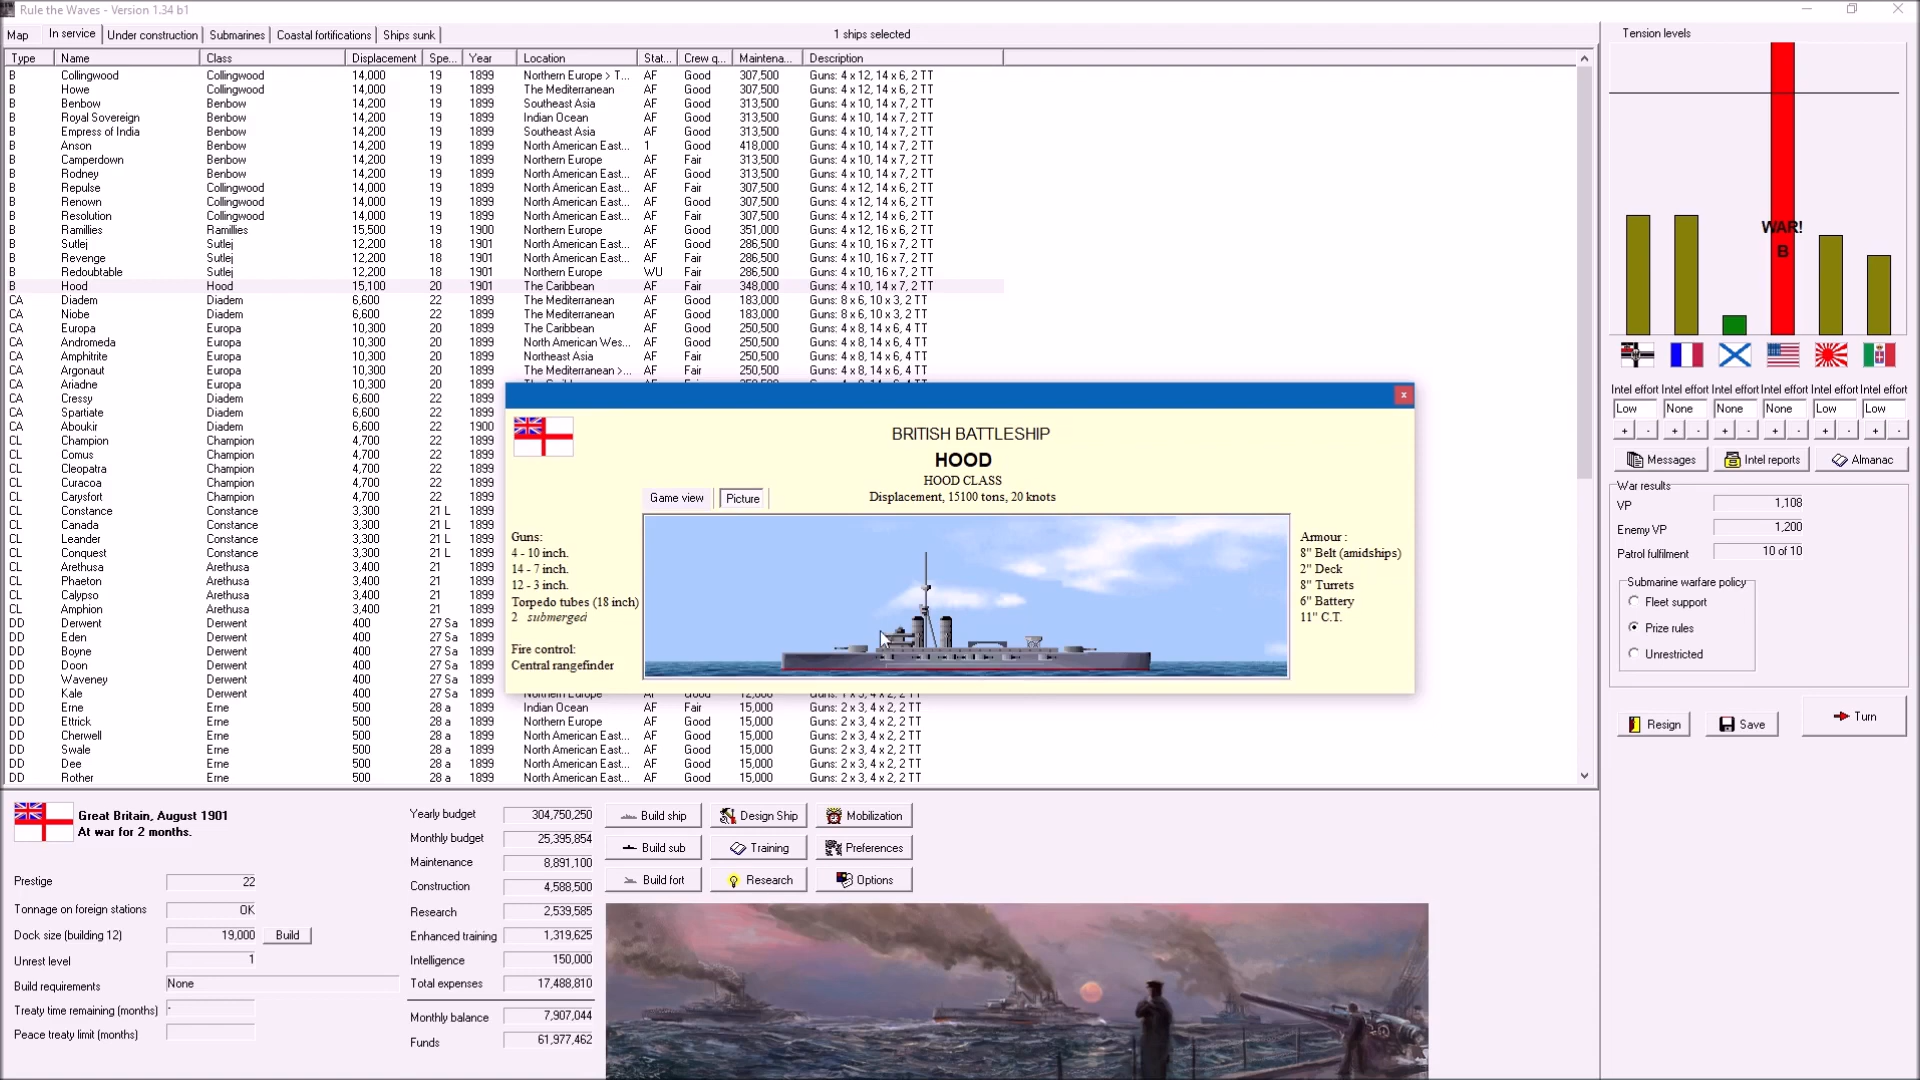 Rule the Waves - Version 1.34 b1
Map In service Under construction Submarines Coastal fortifications Ships sunk 1 ships selected
Type Name Class Displacement Spe... Year Location Stat... Crew q... Maintena... Description
B Collingwood Collingwood 14,000 19 1899 Northern Europe > T... AF Good 307,500 Guns: 4 x 12, 14 x 6, 2 TT
B Howe Collingwood 14,000 19 1899 The Mediterranean AF Good 307,500 Guns: 4 x 12, 14 x 6, 2 TT
B Benbow Benbow 14,200 19 1899 Southeast Asia AF Good 313,500 Guns: 4 x 10, 14 x 7, 2 TT
B Royal Sovereign Benbow 14,200 19 1899 Indian Ocean AF Good 313,500 Guns: 4 x 10, 14 x 7, 2 TT
B Empress of India Benbow 14,200 19 1899 Southeast Asia AF Good 313,500 Guns: 4 x 10, 14 x 7, 2 TT
B Anson Benbow 14,200 19 1899 North American East... 1 Good 418,000 Guns: 4 x 10, 14 x 7, 2 TT
B Camperdown Benbow 14,200 19 1899 Northern Europe AF Fair 313,500 Guns: 4 x 10, 14 x 7, 2 TT
B Rodney Benbow 14,200 19 1899 North American East... AF Good 313,500 Guns: 4 x 10, 14 x 7, 2 TT
B Repulse Collingwood 14,000 19 1899 North American East... AF Fair 307,500 Guns: 4 x 12, 14 x 6, 2 TT
B Renown Collingwood 14,000 19 1899 North American East... AF Good 307,500 Guns: 4 x 12, 14 x 6, 2 TT
B Resolution Collingwood 14,000 19 1899 North American East... AF Fair 307,500 Guns: 4 x 12, 14 x 6, 2 TT
B Ramillies Ramillies 15,500 19 1900 Northern Europe AF Good 351,000 Guns: 4 x 12, 16 x 6, 2 TT
B Sutlej Sutlej 12,200 18 1901 North American East... AF Good 286,500 Guns: 4 x 10, 16 x 7, 2 TT
B Revenge Sutlej 12,200 18 1901 North American East... AF Fair 286,500 Guns: 4 x 10, 16 x 7, 2 TT
B Redoubtable Sutlej 12,200 18 1901 Northern Europe WU Fair 286,500 Guns: 4 x 10, 16 x 7, 2 TT
B Hood Hood 15,100 20 1901 The Caribbean AF Fair 348,000 Guns: 4 x 10, 14 x 7, 2 TT
CA Diadem Diadem 6,600 22 1899 The Mediterranean AF Good 183,000 Guns: 8 x 6, 10 x 3, 2 TT
CA Niobe Diadem 6,600 22 1899 The Mediterranean AF Good 183,000 Guns: 8 x 6, 10 x 3, 2 TT
CA Europa Europa 10,300 20 1899 The Caribbean AF Good 250,500 Guns: 4 x 8, 14 x 6, 4 TT
CA Andromeda Europa 10,300 20 1899 North American Wes... AF Good 250,500 Guns: 4 x 8, 14 x 6, 4 TT
CA Amphitrite Europa 10,300 20 1899 Northeast Asia AF Fair 250,500 Guns: 4 x 8, 14 x 6, 4 TT
CA Argonaut Europa 10,300 20 1899 The Mediterranean >... AF Fair 250,500 Guns: 4 x 8, 14 x 6, 4 TT
CA Ariadne Europa 10,300 20 1899
CA Cressy Diadem 6,600 22 1899
CA Spartiate Diadem 6,600 22 1899
CA Aboukir Diadem 6,600 22 1900
CL Champion Champion 4,700 22 1899
CL Comus Champion 4,700 22 1899
CL Cleopatra Champion 4,700 22 1899
CL Curacoa Champion 4,700 22 1899
CL Carysfort Champion 4,700 22 1899
CL Constance Constance 3,300 21 L 1899
CL Canada Constance 3,300 21 L 1899
CL Leander Constance 3,300 21 L 1899
CL Conquest Constance 3,300 21 L 1899
CL Arethusa Arethusa 3,400 21 1899
CL Phaeton Arethusa 3,400 21 1899
CL Calypso Arethusa 3,400 21 1899
CL Amphion Arethusa 3,400 21 1899
DD Derwent Derwent 400 27 Sa 1899
DD Eden Derwent 400 27 Sa 1899
DD Boyne Derwent 400 27 Sa 1899
DD Doon Derwent 400 27 Sa 1899
DD Waveney Derwent 400 27 Sa 1899
DD Kale Derwent 400 27 Sa 1899 Northern Europe AF Good 12,000
DD Erne Erne 500 28 a 1899 Indian Ocean AF Fair 15,000 Guns: 2 x 3, 4 x 2, 2 TT
DD Ettrick Erne 500 28 a 1899 Northern Europe AF Good 15,000 Guns: 2 x 3, 4 x 2, 2 TT
DD Cherwell Erne 500 28 a 1899 North American East... AF Good 15,000 Guns: 2 x 3, 4 x 2, 2 TT
DD Swale Erne 500 28 a 1899 North American East... AF Good 15,000 Guns: 2 x 3, 4 x 2, 2 TT
DD Dee Erne 500 28 a 1899 North American East... AF Good 15,000 Guns: 2 x 3, 4 x 2, 2 TT
DD Rother Erne 500 28 a 1899 North American East... AF Good 15,000 Guns: 2 x 3, 4 x 2, 2 TT
BRITISH BATTLESHIP
HOOD
HOOD CLASS
Displacement, 15100 tons, 20 knots
Game view Picture
Guns:
4 - 10 inch.
14 - 7 inch.
12 - 3 inch.
Torpedo tubes (18 inch)
2 submerged
Fire control:
Central rangefinder
Armour :
8" Belt (amidships)
2" Deck
8" Turrets
6" Battery
11" C.T.
Tension levels
WAR!
B
Intel effort Intel effort Intel effort Intel effort Intel effort Intel effort
Low None None None Low Low
+ - + - + - + - + - + -
Messages Intel reports Almanac
War results
VP 1,108
Enemy VP 1,200
Patrol fulfilment 10 of 10
Submarine warfare policy
Fleet support
Prize rules
Unrestricted
Resign Save Turn
Great Britain, August 1901
At war for 2 months.
Prestige 22
Tonnage on foreign stations OK
Dock size (building 12) 19,000 Build
Unrest level 1
Build requirements None
Treaty time remaining (months) -
Peace treaty limit (months)
Yearly budget 304,750,250
Monthly budget 25,395,854
Maintenance 8,891,100
Construction 4,588,500
Research 2,539,585
Enhanced training 1,319,625
Intelligence 150,000
Total expenses 17,488,810
Monthly balance 7,907,044
Funds 61,977,462
Build ship Design Ship Mobilization
Build sub Training Preferences
Build fort Research Options